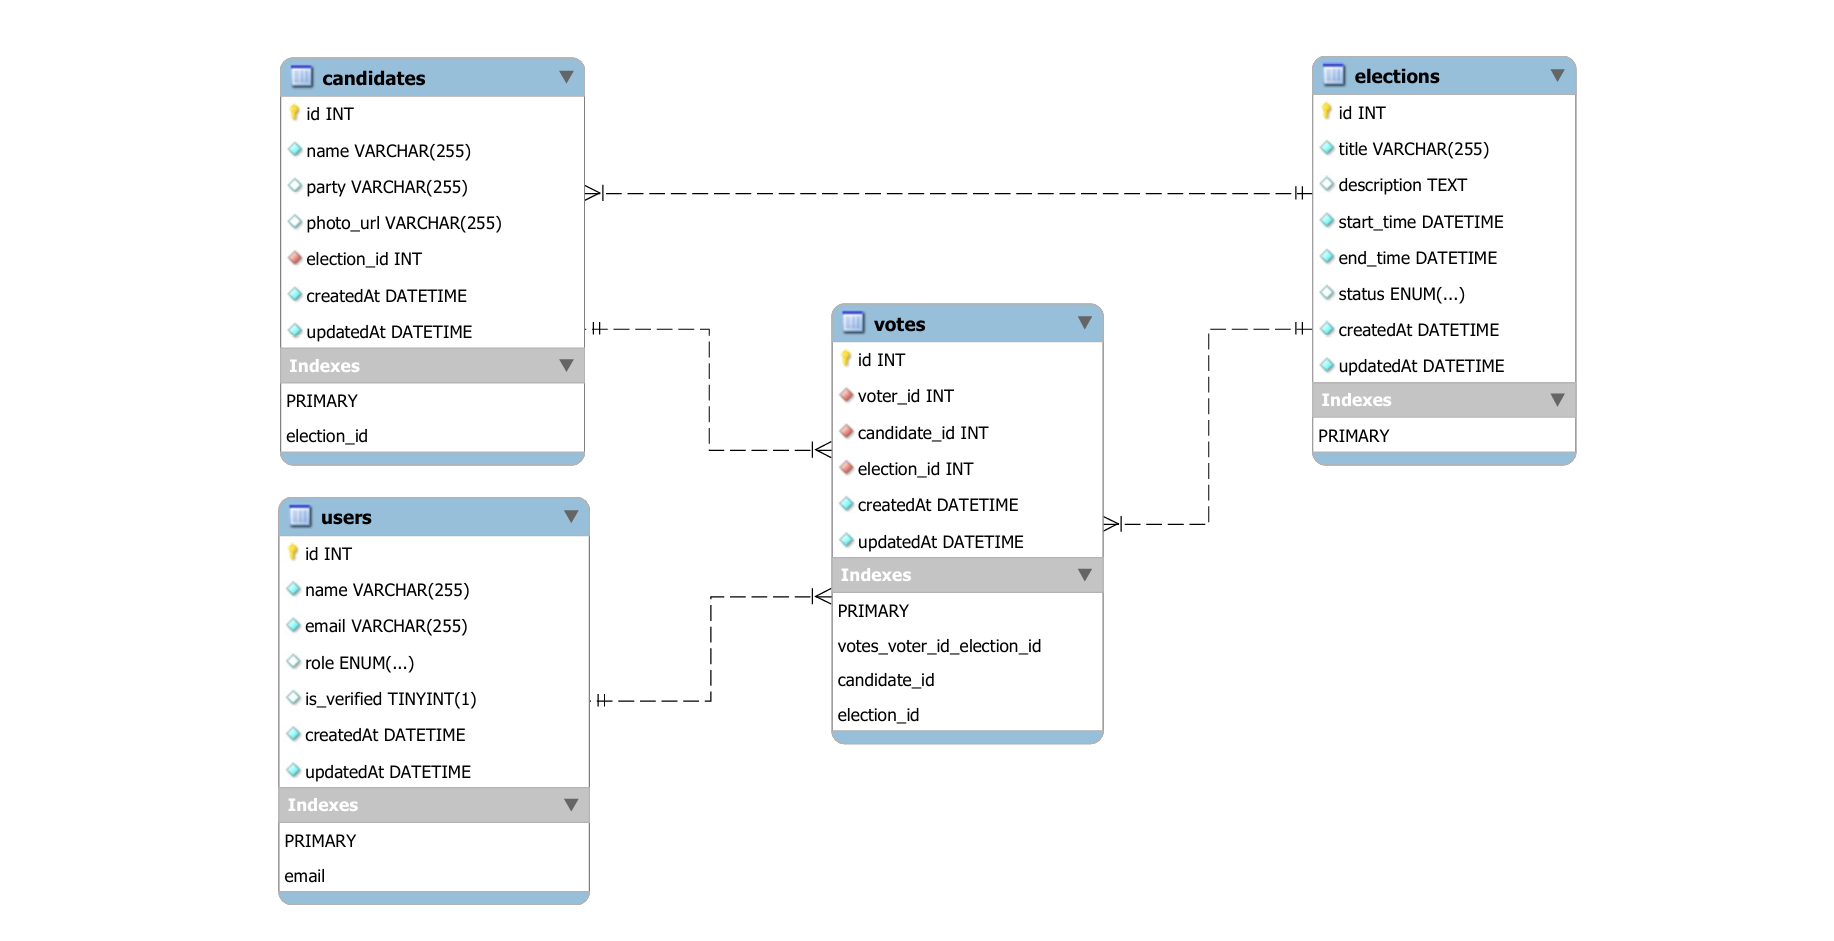 candidates
id INT
name VARCHAR(255)
party VARCHAR(255)
photo_url VARCHAR(255)
election_id INT
createdAt DATETIME
updatedAt DATETIME
Indexes
PRIMARY
election_id
users
id INT
name VARCHAR(255)
email VARCHAR(255)
role ENUM(...)
is_verified TINYINT(1)
createdAt DATETIME
updatedAt DATETIME
Indexes
PRIMARY
email
votes
id INT
voter_id INT
candidate_id INT
election_id INT
createdAt DATETIME
updatedAt DATETIME
Indexes
PRIMARY
votes_voter_id_election_id
candidate_id
election_id
elections
id INT
title VARCHAR(255)
description TEXT
start_time DATETIME
end_time DATETIME
status ENUM(...)
createdAt DATETIME
updatedAt DATETIME
Indexes
PRIMARY